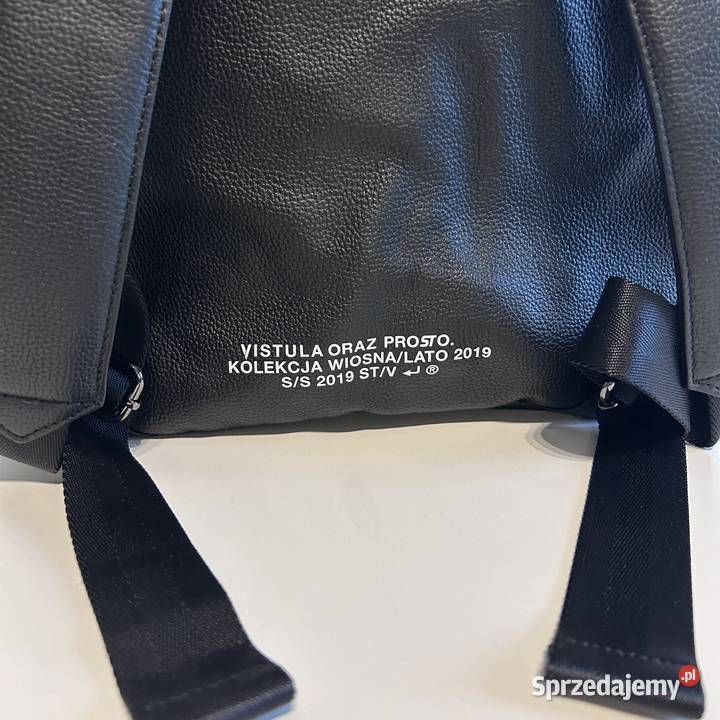 VISTULA ORAZ PROSTO.
KOLEKCJA WIOSNA/LATO 2019
S/S 2019 ST/V ↵ ®
Sprzedajemy.pl